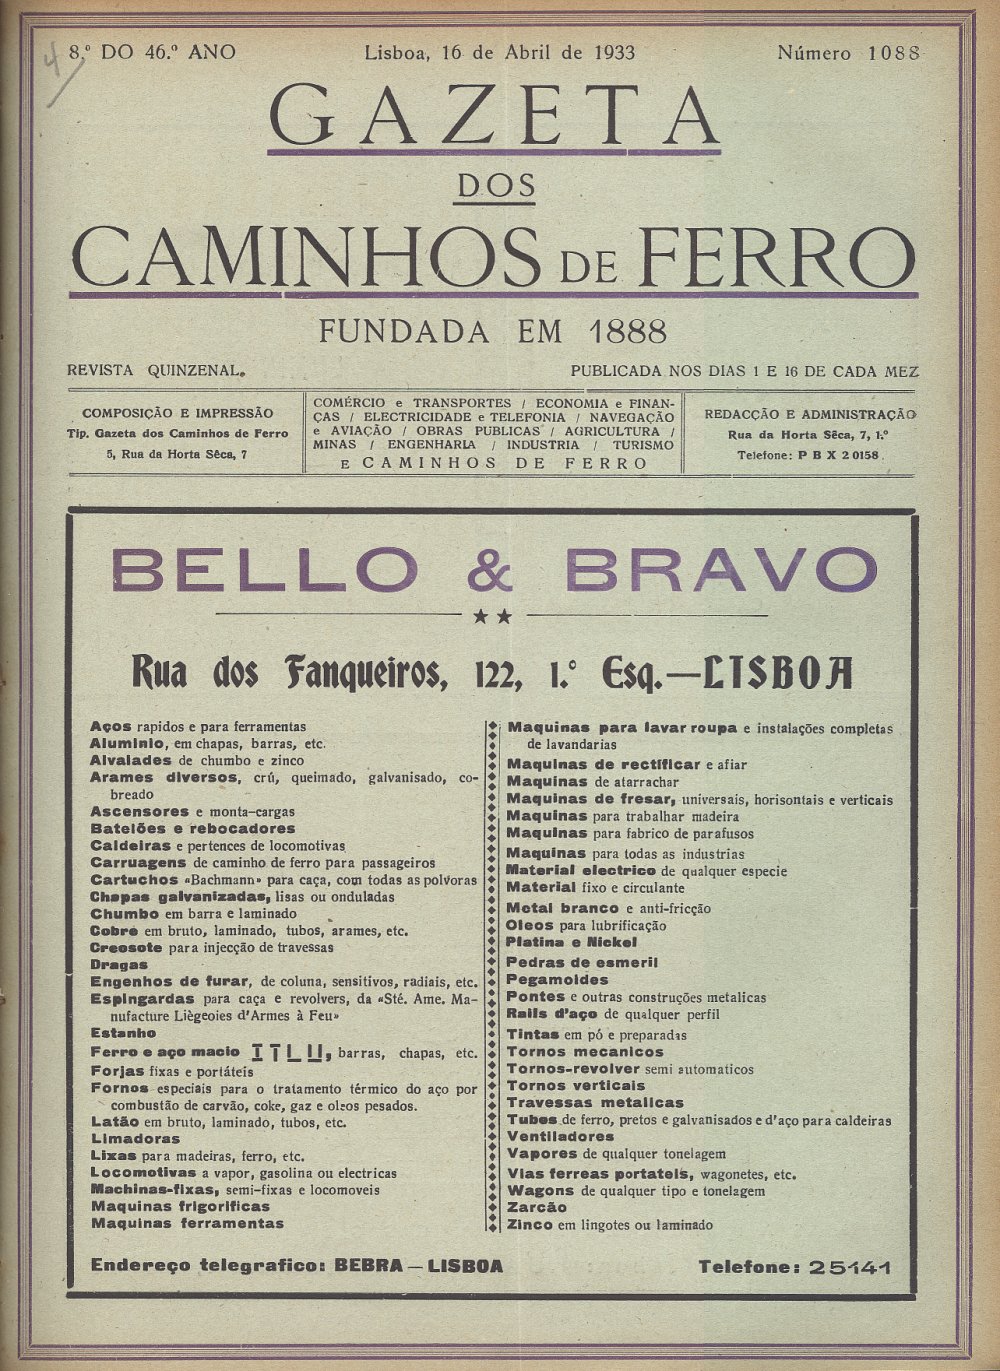 4
8.º DO 46.º ANO
Lisboa, 16 de Abril de 1933
Número 1088
GAZETA
DOS
CAMINHOS DE FERRO
FUNDADA EM 1888
REVISTA QUINZENAL.
PUBLICADA NOS DIAS 1 E 16 DE CADA MEZ
COMPOSIÇÃO E IMPRESSÃO
Tip. Gazeta dos Caminhos de Ferro
5, Rua da Horta Sêca, 7
COMÉRCIO e TRANSPORTES / ECONOMIA e FINAN-
ÇAS / ELECTRICIDADE e TELEFONIA / NAVEGAÇÃO
e AVIAÇÃO / OBRAS PUBLICAS / AGRICULTURA /
MINAS / ENGENHARIA / INDUSTRIA / TURISMO
E CAMINHOS DE FERRO
REDACÇÃO E ADMINISTRAÇÃO
Rua da Horta Sêca, 7, 1.º
Telefone: P B X 20158
BELLO & BRAVO
★★
Rua dos Fanqueiros, 122, 1.º Esq.—LISBOA
Aços rapidos e para ferramentas
Aluminio, em chapas, barras, etc.
Alvalades de chumbo e zinco
Arames diversos, crú, queimado, galvanisado, co-
breado
Ascensores e monta-cargas
Batelões e rebocadores
Caldeiras e pertences de locomotivas
Carruagens de caminho de ferro para passageiros
Cartuchos «Bachmann» para caça, com todas as polvoras
Chapas galvanizadas, lisas ou onduladas
Chumbo em barra e laminado
Cobre em bruto, laminado, tubos, arames, etc.
Creosote para injecção de travessas
Dragas
Engenhos de furar, de coluna, sensitivos, radiais, etc.
Espingardas para caça e revolvers, da «Sté. Ame. Ma-
nufacture Liègeoies d'Armes à Feu»
Estanho
Ferro e aço macio I T L U, barras, chapas, etc.
Forjas fixas e portáteis
Fornos especiais para o tratamento térmico do aço por
combustão de carvão, coke, gaz e oleos pesados.
Latão em bruto, laminado, tubos, etc.
Limadoras
Lixas para madeiras, ferro, etc.
Locomotivas a vapor, gasolina ou electricas
Machinas-fixas, semi-fixas e locomoveis
Maquinas frigorificas
Maquinas ferramentas
Maquinas para lavar roupa e instalações completas
de lavandarias
Maquinas de rectificar e afiar
Maquinas de atarrachar
Maquinas de fresar, universais, horisontais e verticais
Maquinas para trabalhar madeira
Maquinas para fabrico de parafusos
Maquinas para todas as industrias
Material electrico de qualquer especie
Material fixo e circulante
Metal branco e anti-fricção
Oleos para lubrificação
Platina e Nickel
Pedras de esmeril
Pegamoides
Pontes e outras construções metalicas
Rails d'aço de qualquer perfil
Tintas em pó e preparadas
Tornos mecanicos
Tornos-revolver semi automaticos
Tornos verticais
Travessas metalicas
Tubos de ferro, pretos e galvanisados e d'aço para caldeiras
Ventiladores
Vapores de qualquer tonelagem
Vias ferreas portateis, wagonetes, etc.
Wagons de qualquer tipo e tonelagem
Zarcão
Zinco em lingotes ou laminado
Endereço telegrafico: BEBRA — LISBOA
Telefone: 25141